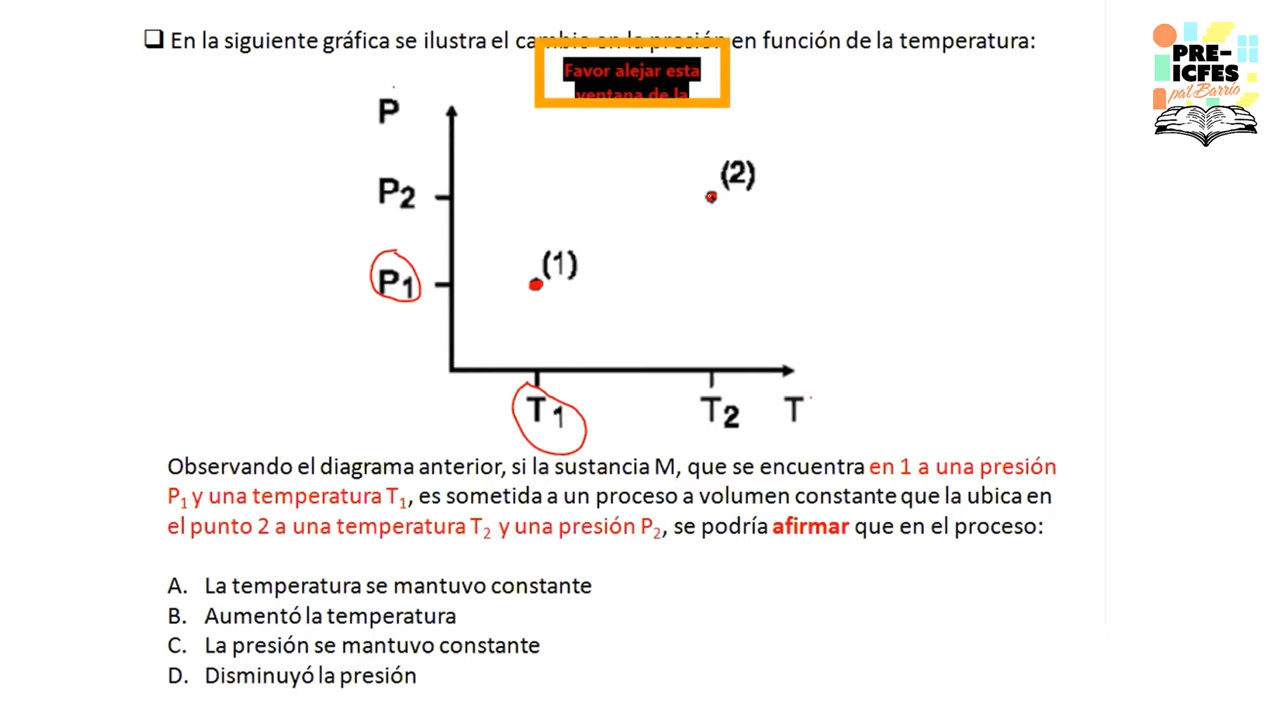 ❑ En la siguiente gráfica se ilustra el cambio en la presión en función de la temperatura:
Favor alejar esta
ventana de la
PRE-
ICFES
pa'l Barrio
P
P2
(2)
P1
(1)
T1
T2
T
Observando el diagrama anterior, si la sustancia M, que se encuentra en 1 a una presión
P1 y una temperatura T1, es sometida a un proceso a volumen constante que la ubica en
el punto 2 a una temperatura T2 y una presión P2, se podría afirmar que en el proceso:
A. La temperatura se mantuvo constante
B. Aumentó la temperatura
C. La presión se mantuvo constante
D. Disminuyó la presión